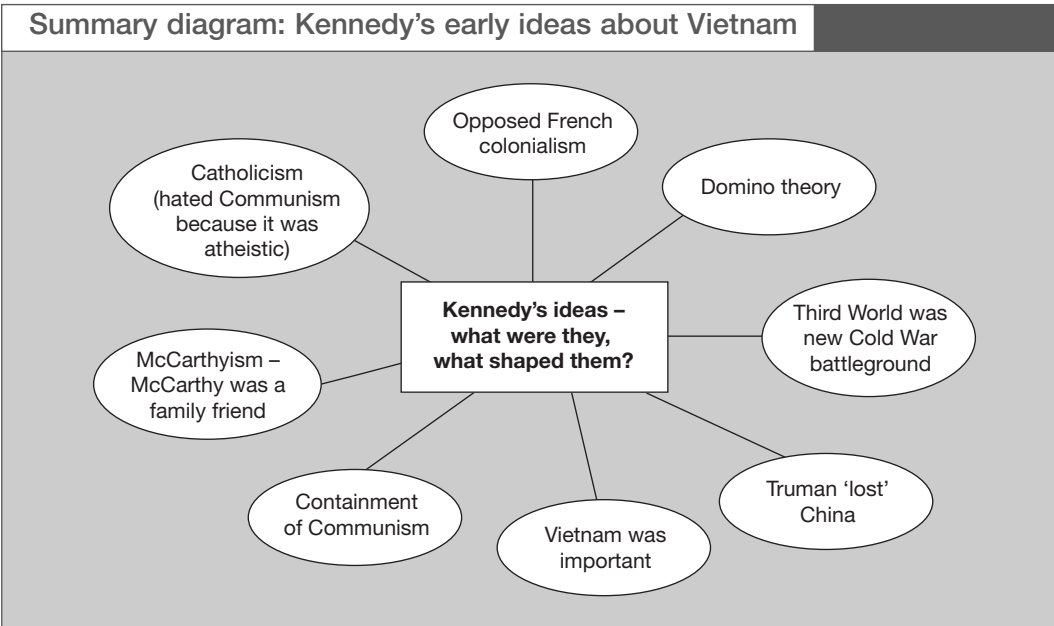 Summary diagram: Kennedy’s early ideas about Vietnam
Opposed French
colonialism
Catholicism
(hated Communism
because it was
atheistic)
Domino theory
Kennedy’s ideas –
what were they,
what shaped them?
Third World was
new Cold War
battleground
McCarthyism –
McCarthy was a
family friend
Containment
of Communism
Vietnam was
important
Truman ‘lost’
China